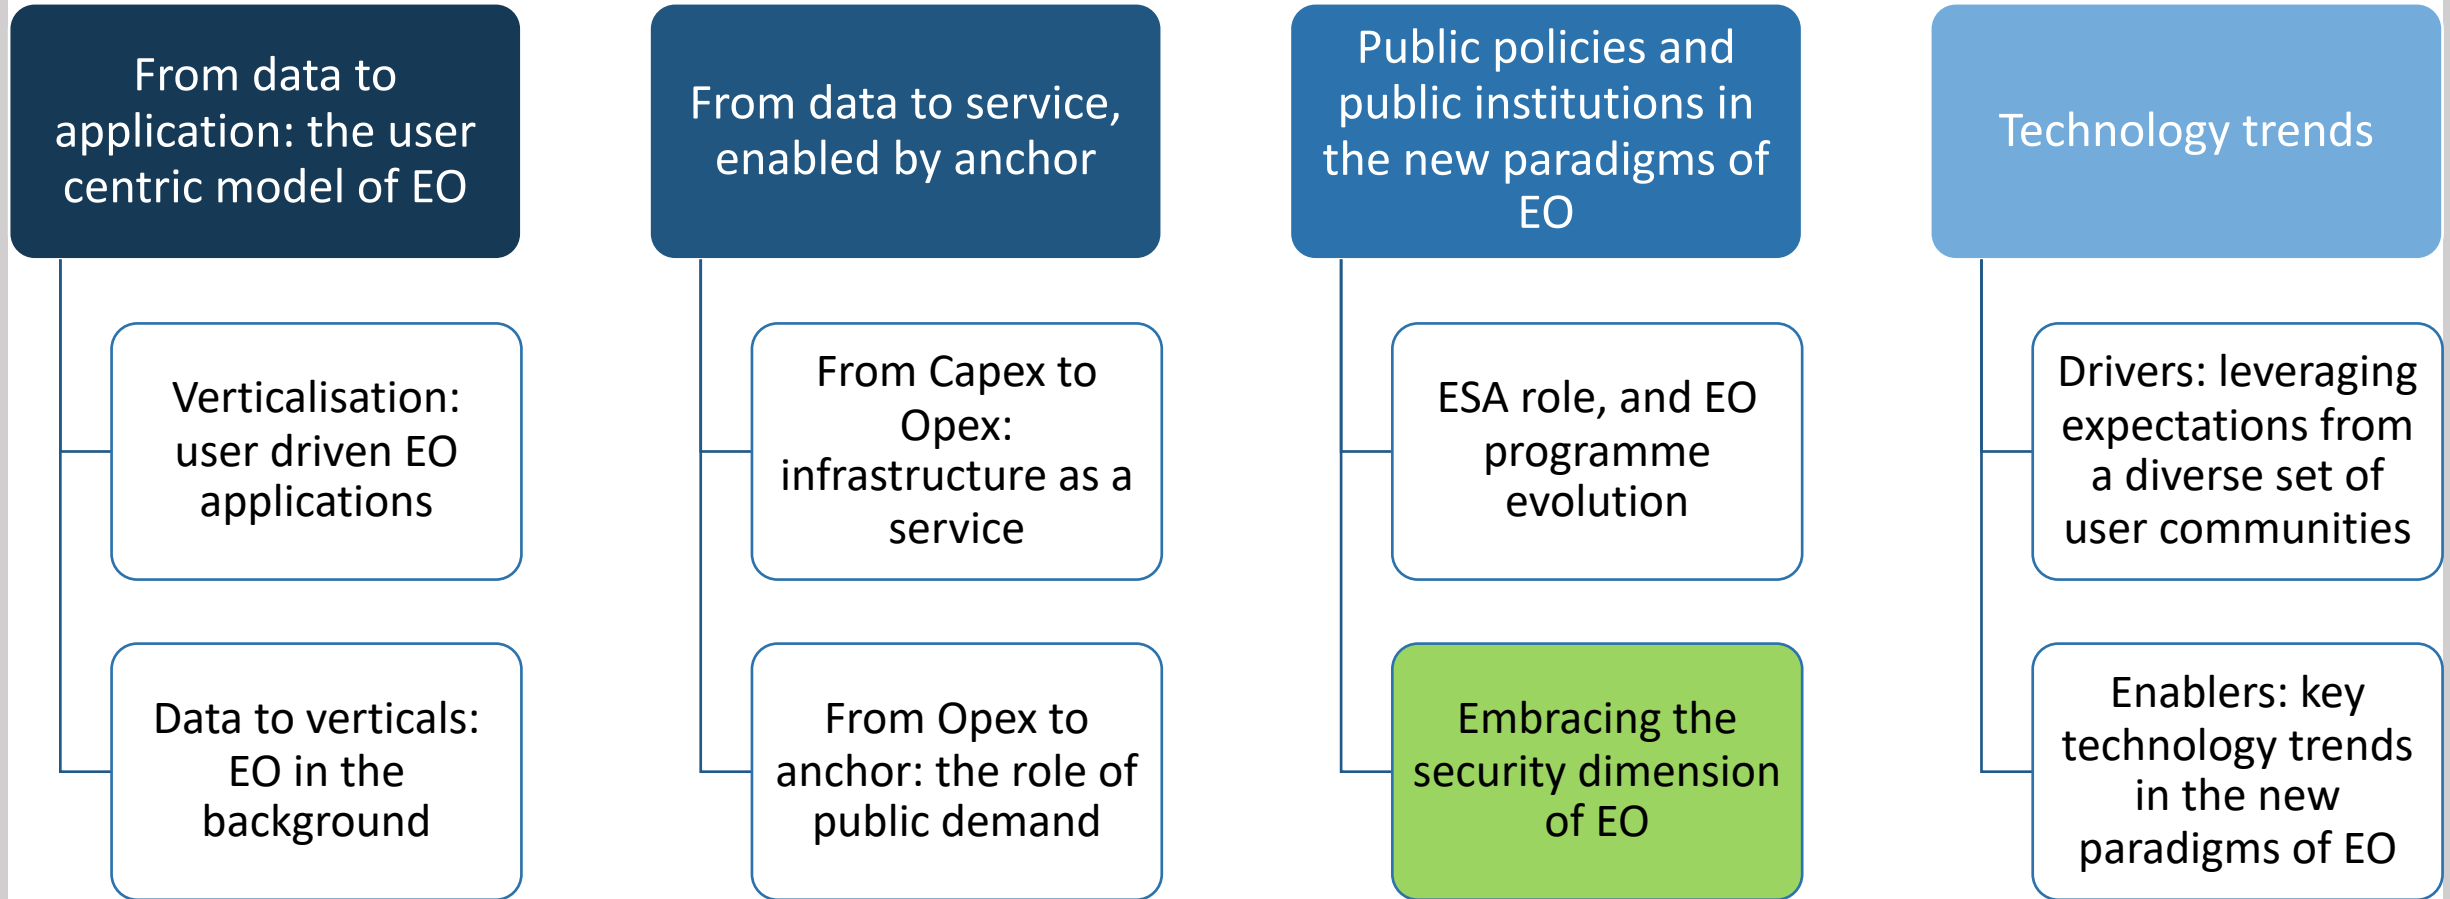 From data to
application: the user
centric model of EO
Verticalisation:
user driven EO
applications
Data to verticals:
EO in the
background
From data to service,
enabled by anchor
From Capex to
Opex:
infrastructure as a
service
From Opex to
anchor: the role of
public demand
Public policies and
public institutions in
the new paradigms of
EO
ESA role, and EO
programme
evolution
Embracing the
security dimension
of EO
Technology trends
Drivers: leveraging
expectations from
a diverse set of
user communities
Enablers: key
technology trends
in the new
paradigms of EO